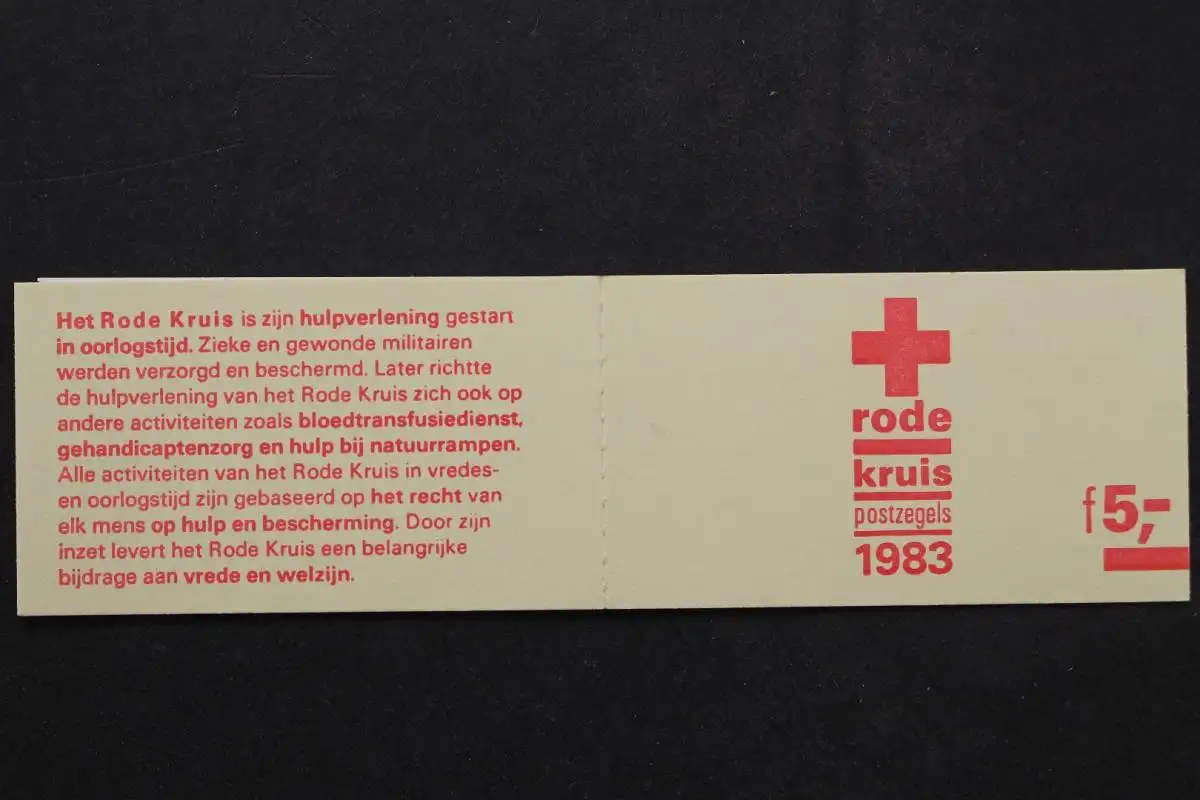 Het Rode Kruis is zijn hulpverlening gestart
in oorlogstijd. Zieke en gewonde militairen
werden verzorgd en beschermd. Later richtte
de hulpverlening van het Rode Kruis zich ook op
andere activiteiten zoals bloedtransfusiedienst,
gehandicaptenzorg en hulp bij natuurrampen.
Alle activiteiten van het Rode Kruis in vredes-
en oorlogstijd zijn gebaseerd op het recht van
elk mens op hulp en bescherming. Door zijn
inzet levert het Rode Kruis een belangrijke
bijdrage aan vrede en welzijn.
rode
kruis
postzegels
1983
f5,-